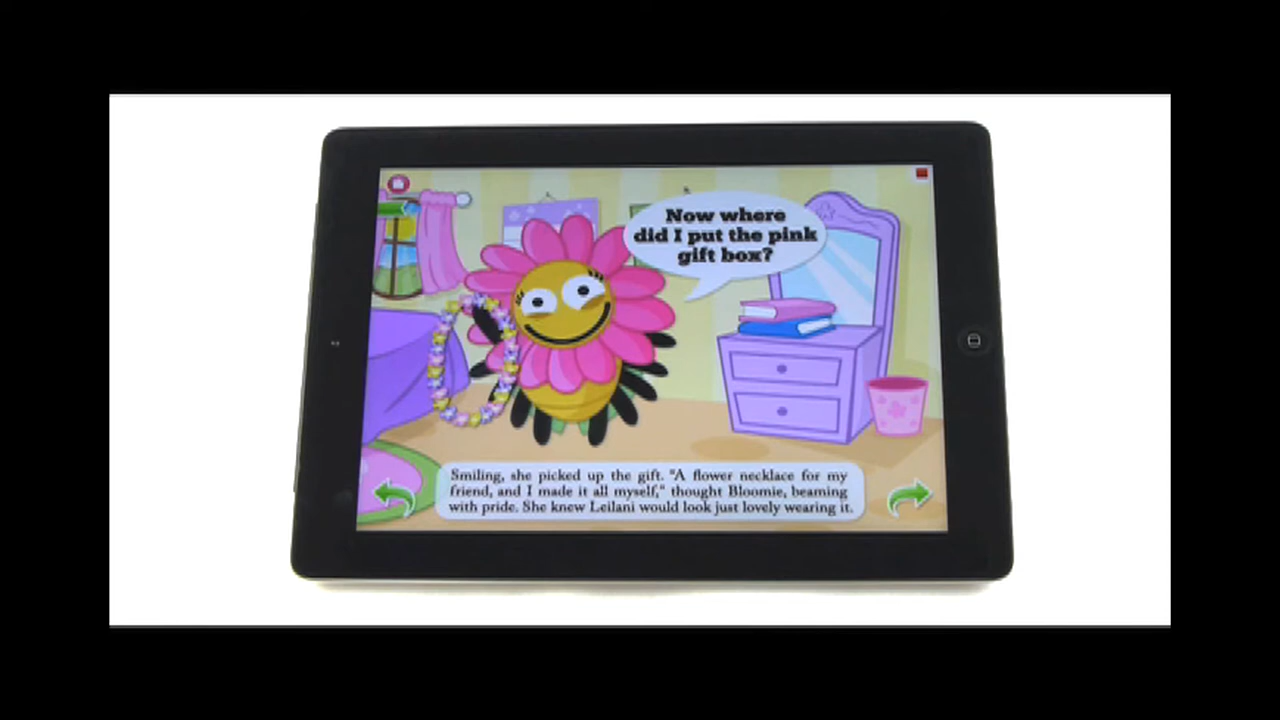 Now where
did I put the pink
gift box?
Smiling, she picked up the gift. "A flower necklace for my
friend, and I made it all myself," thought Bloomie, beaming
with pride. She knew Leilani would look just lovely wearing it.